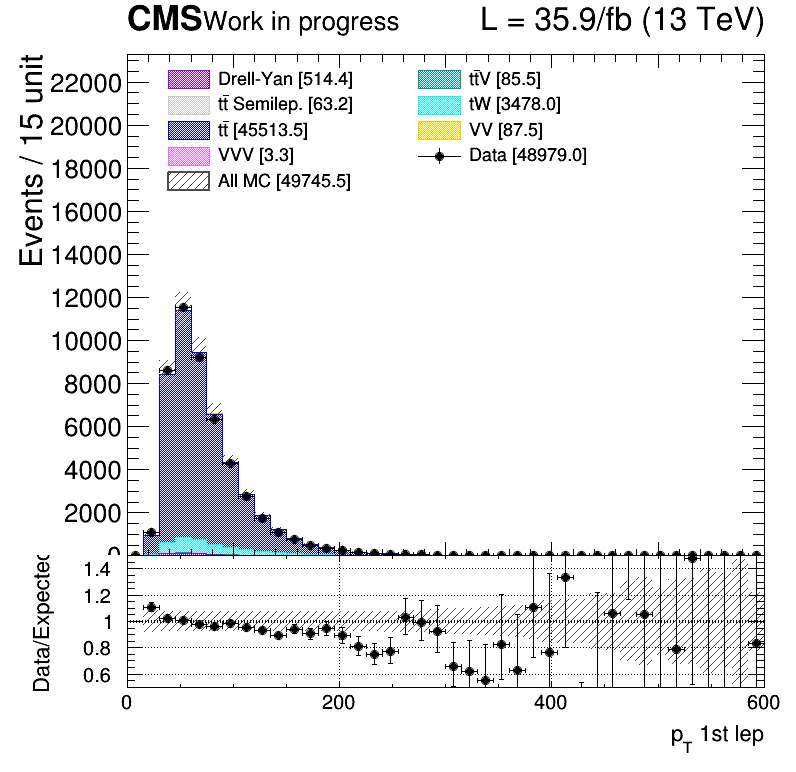 CMS Work in progress L = 35.9/fb (13 TeV)
Events / 15 unit
22000
20000
18000
16000
14000
12000
10000
8000
6000
4000
2000
0
Drell-Yan [514.4]
tt̄ Semilep. [63.2]
tt̄ [45513.5]
VVV [3.3]
All MC [49745.5]
tt̄V [85.5]
tW [3478.0]
VV [87.5]
Data [48979.0]
Data/Expected
1.4
1.2
1
0.8
0.6
0 200 400 600
p_T 1st lep